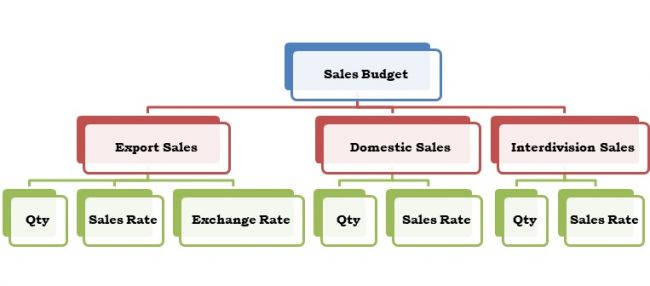 Sales Budget
Export Sales
Domestic Sales
Interdivision Sales
Qty
Sales Rate
Exchange Rate
Qty
Sales Rate
Qty
Sales Rate